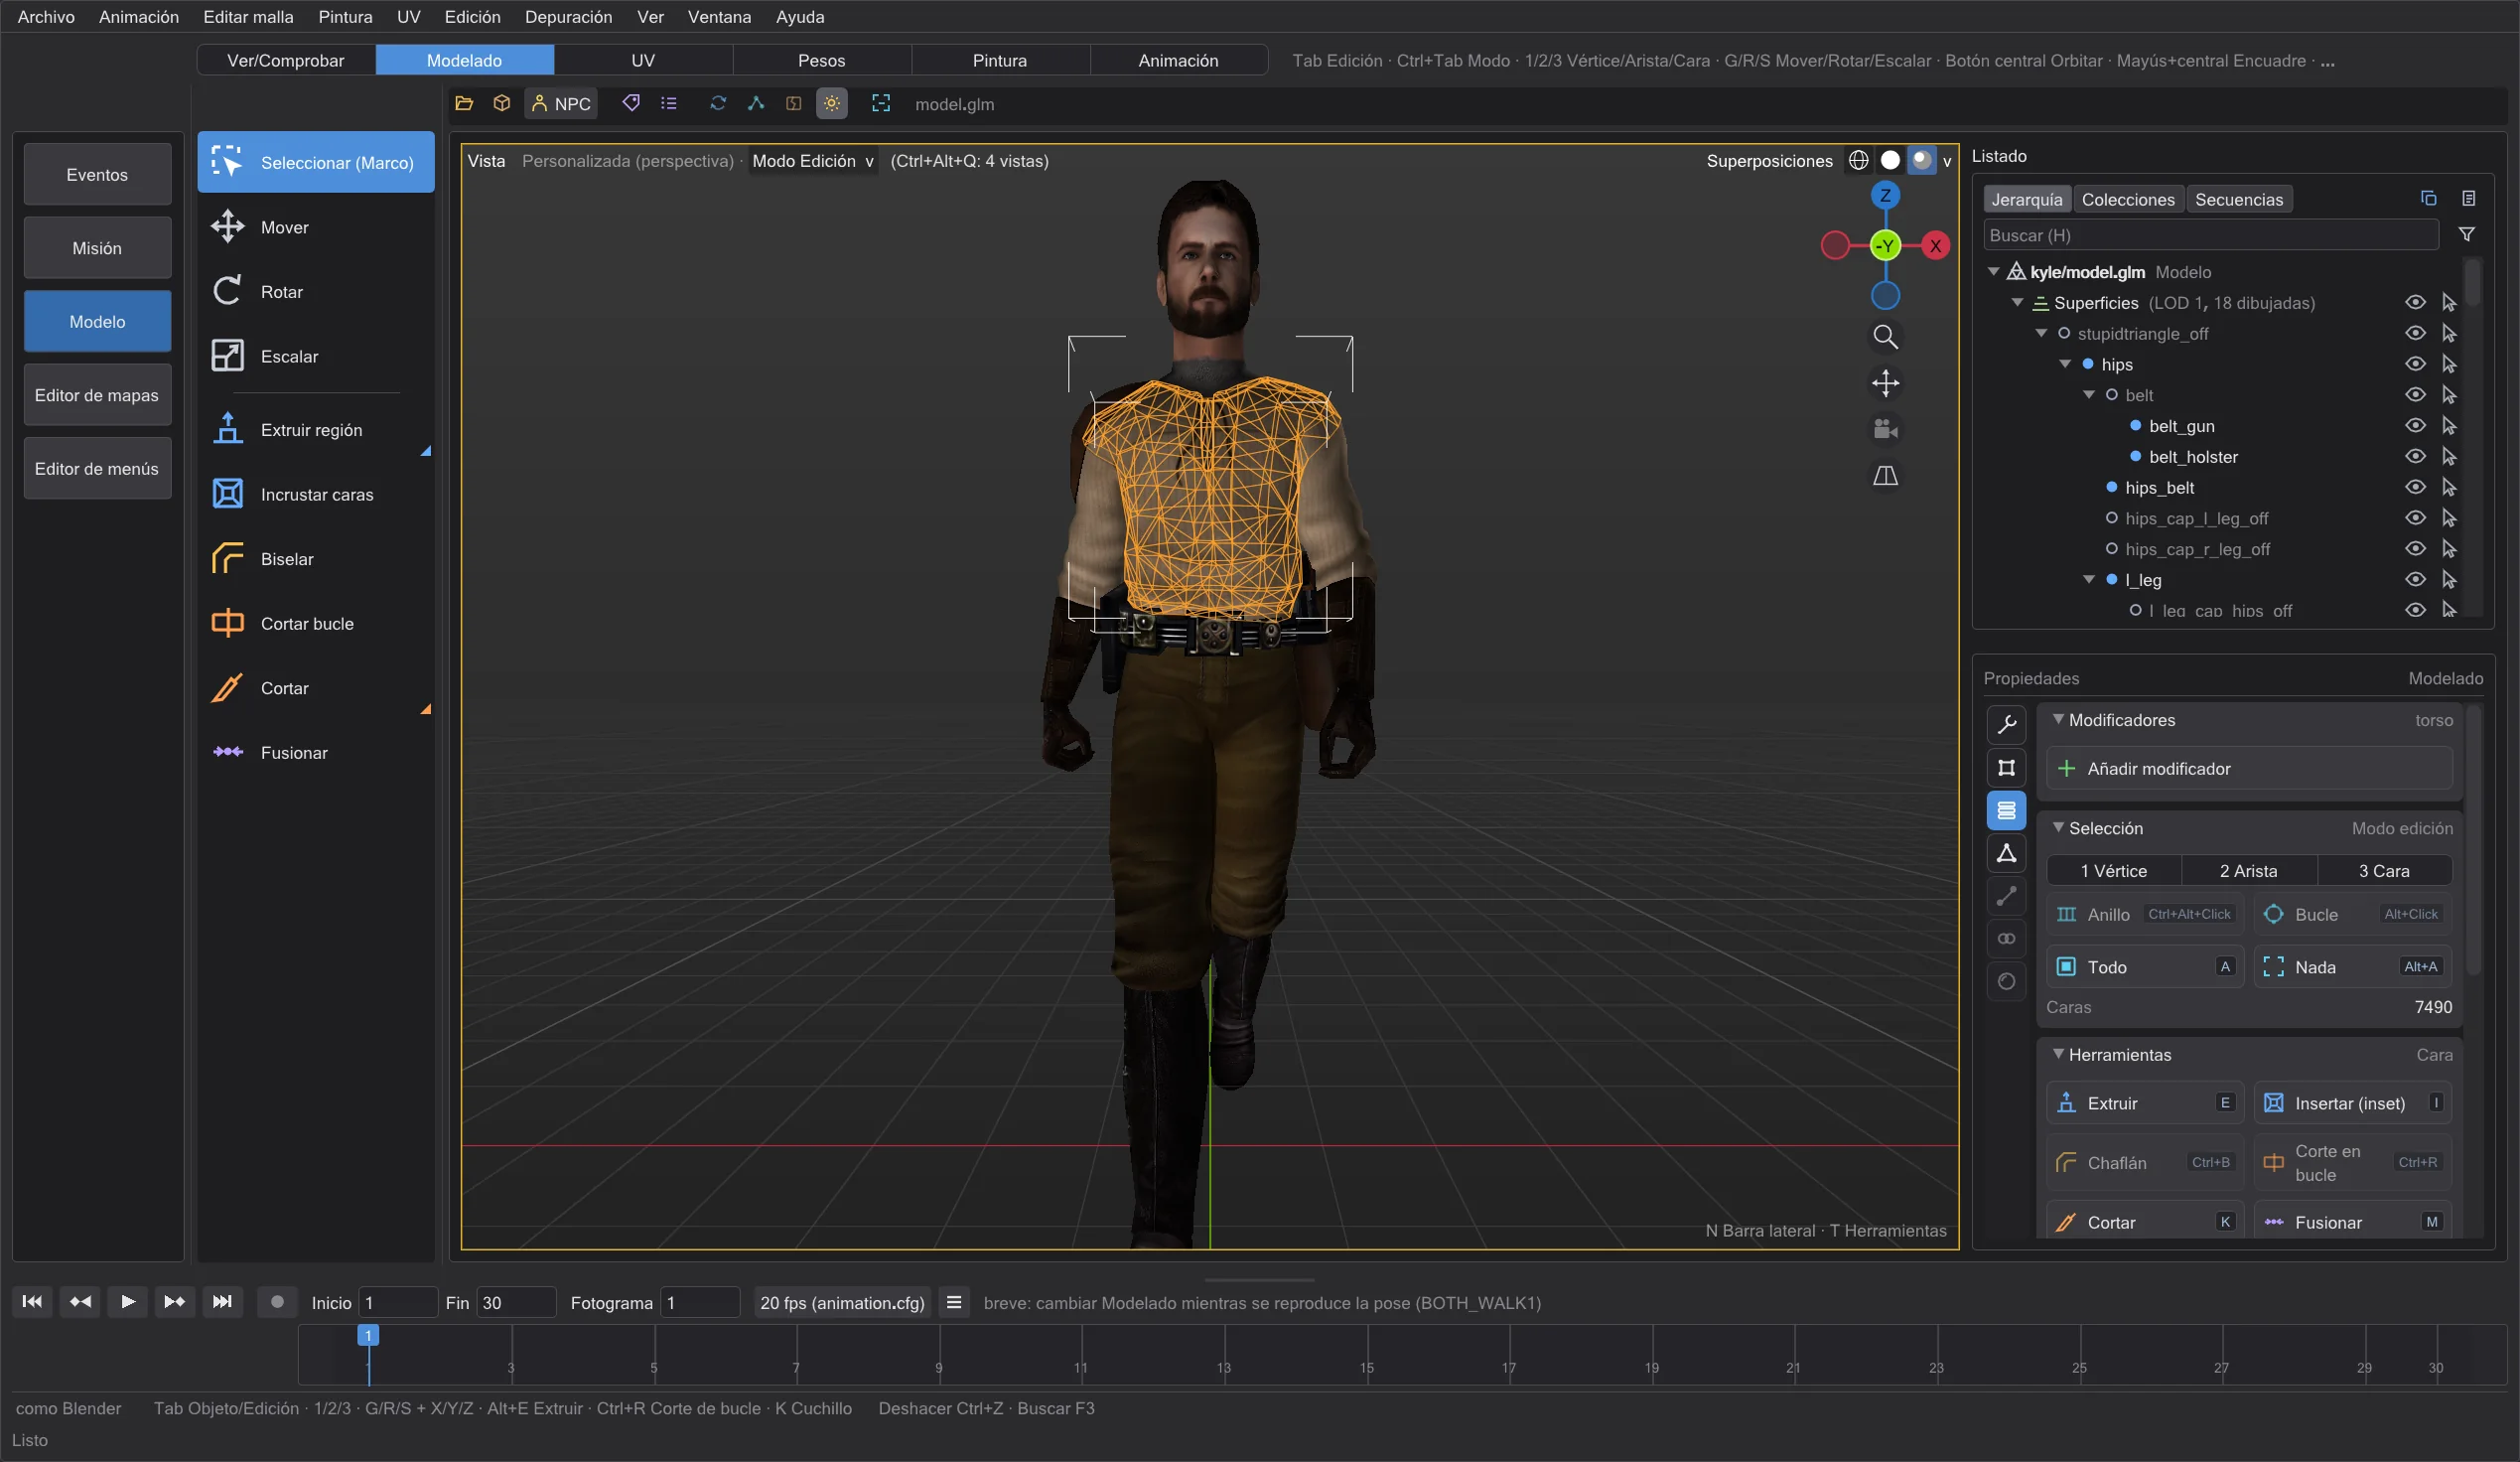 Archivo Animación Editar malla Pintura UV Edición Depuración Ver Ventana Ayuda
Ver/Comprobar Modelado UV Pesos Pintura Animación Tab Edición · Ctrl+Tab Modo · 1/2/3 Vértice/Arista/Cara · G/R/S Mover/Rotar/Escalar · Botón central Orbitar · Mayús+central Encuadre · ...
NPC model.glm
Eventos
Misión
Modelo
Editor de mapas
Editor de menús
Seleccionar (Marco)
Mover
Rotar
Escalar
Extruir región
Incrustar caras
Biselar
Cortar bucle
Cortar
Fusionar
Vista Personalizada (perspectiva) · Modo Edición v (Ctrl+Alt+Q: 4 vistas)
Superposiciones v
Z
-Y X
N Barra lateral · T Herramientas
Listado
Jerarquía Colecciones Secuencias
Buscar (H)
kyle/model.glm Modelo
Superficies (LOD 1, 18 dibujadas)
stupidtriangle_off
hips
belt
belt_gun
belt_holster
hips_belt
hips_cap_l_leg_off
hips_cap_r_leg_off
l_leg
l_leg_cap_hips_off
Propiedades Modelado
Modificadores torso
Añadir modificador
Selección Modo edición
1 Vértice 2 Arista 3 Cara
Anillo Ctrl+Alt+Click Bucle Alt+Click
Todo A Nada Alt+A
Caras 7490
Herramientas Cara
Extruir E Insertar (inset) I
Chaflán Ctrl+B Corte en bucle Ctrl+R
Cortar K Fusionar M
Inicio 1 Fin 30 Fotograma 1 20 fps (animation.cfg) breve: cambiar Modelado mientras se reproduce la pose (BOTH_WALK1)
1
1 3 5 7 9 11 13 15 17 19 21 23 25 27 29 30
como Blender Tab Objeto/Edición · 1/2/3 · G/R/S + X/Y/Z · Alt+E Extruir · Ctrl+R Corte de bucle · K Cuchillo Deshacer Ctrl+Z · Buscar F3
Listo